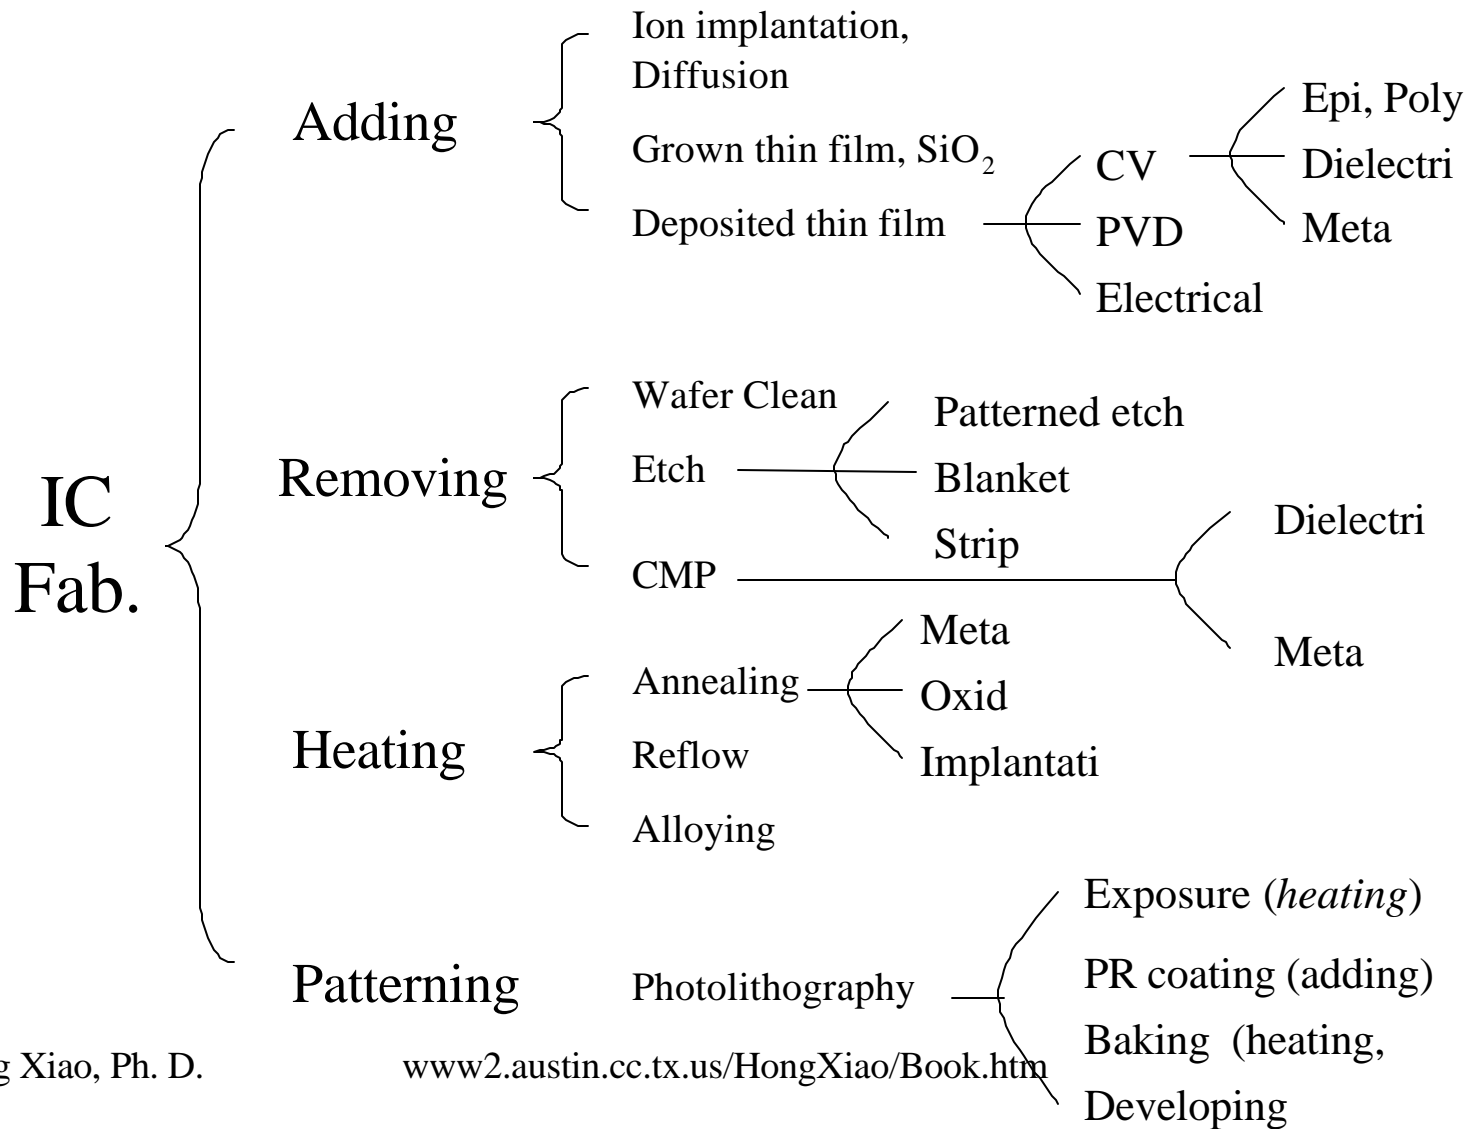 IC
Fab.
Adding
Ion implantation,
Diffusion
Grown thin film, SiO₂
Deposited thin film
CV
PVD
Electrical
Epi, Poly
Dielectri
Meta
Removing
Wafer Clean
Etch
CMP
Patterned etch
Blanket
Strip
Dielectri
Meta
Heating
Annealing
Reflow
Alloying
Meta
Oxid
Implantati
Patterning
Photolithography
Exposure (heating)
PR coating (adding)
Baking (heating,
Developing
g Xiao, Ph. D.
www2.austin.cc.tx.us/HongXiao/Book.htm